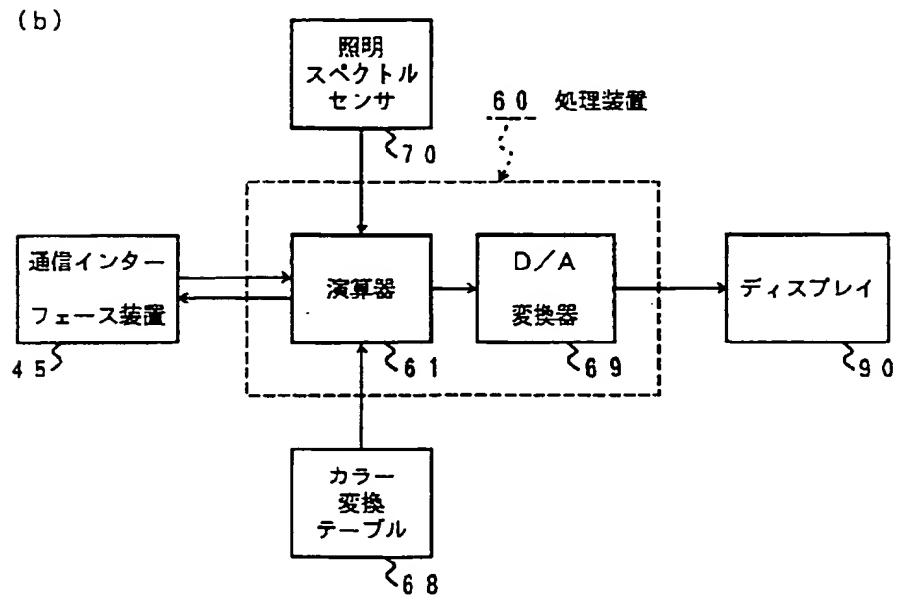 (b)
照明
スペクトル
センサ
70
60 処理装置
通信インター
フェース装置
45
演算器
61
D/A
変換器
69
ディスプレイ
90
カラー
変換
テーブル
68